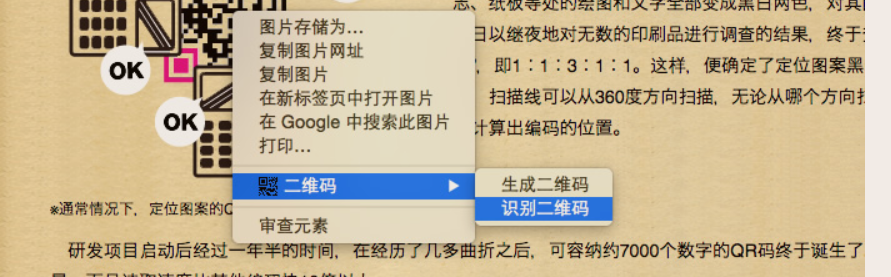 志、纸板等处的绘图和文字全部变成黑白两色，对其
日以继夜地对无数的印刷品进行调查的结果，终于
，即1：1：3：1：1。这样，便确定了定位图案黑
扫描线可以从360度方向扫描，无论从哪个方向扫
计算出编码的位置。
OK
OK
图片存储为...
复制图片网址
复制图片
在新标签页中打开图片
在 Google 中搜索此图片
打印...
二维码
审查元素
生成二维码
识别二维码
※通常情况下，定位图案的
研发项目启动后经过一年半的时间，在经历了几多曲折之后，可容纳约7000个数字的QR码终于诞生了